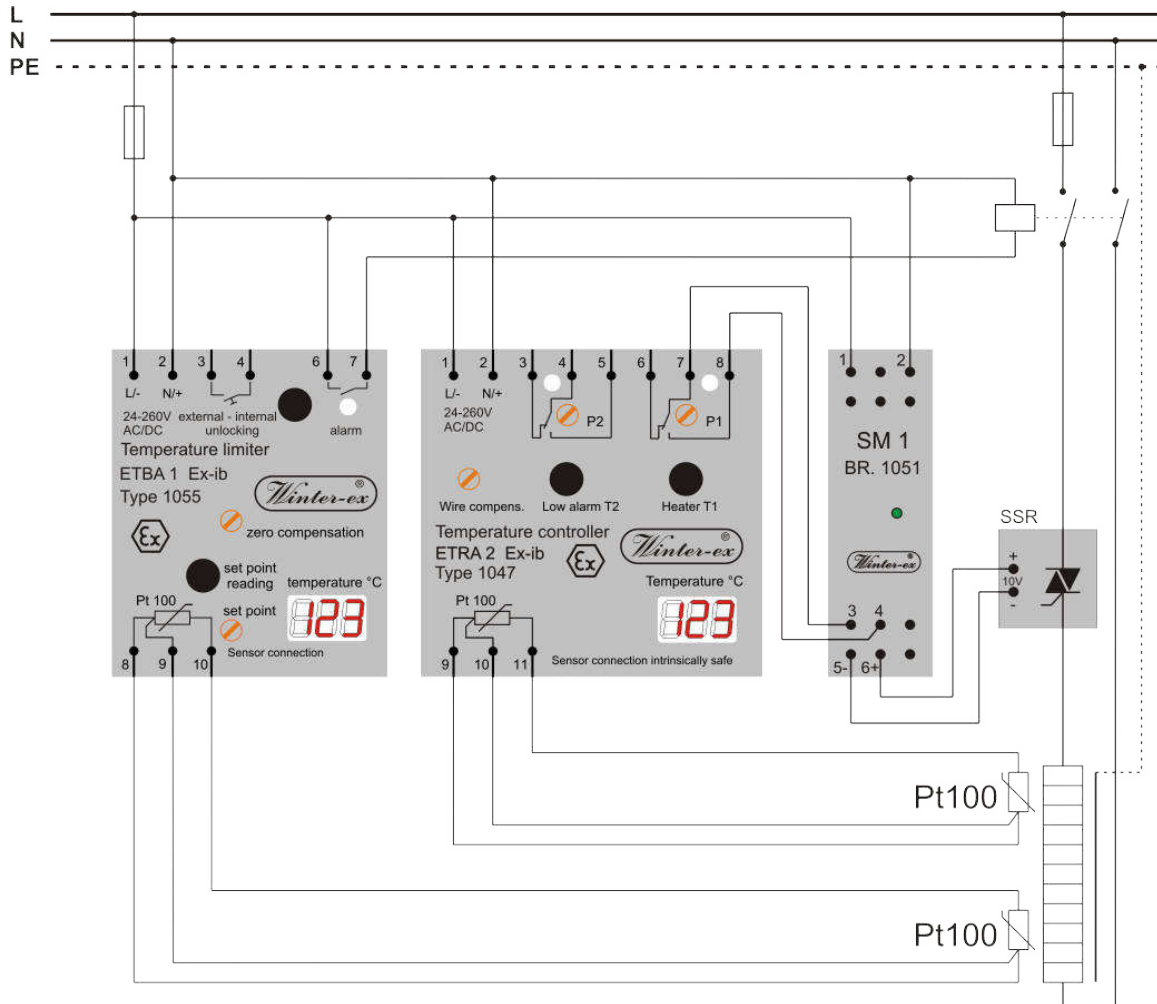 L
N
PE
1 2 3 4 6 7
L/- N/+
24-260V external - internal
AC/DC unlocking alarm
Temperature limiter
ETBA 1 Ex-ib
Type 1055
Winter-ex ®
Ex
zero compensation
set point
reading
temperature °C
Pt 100
set point
123
Sensor connection
8 9 10
1 2 3 4 5 6 7 8
L/- N/+
24-260V
AC/DC
P2 P1
Wire compens. Low alarm T2 Heater T1
Temperature controller
ETRA 2 Ex-ib
Type 1047
Ex
Winter-ex ®
Temperature °C
Pt 100
123
Sensor connection intrinsically safe
9 10 11
1 2
SM 1
BR. 1051
Winter-ex ®
3 4
5- 6+
SSR
+
10V
-
Pt100
Pt100